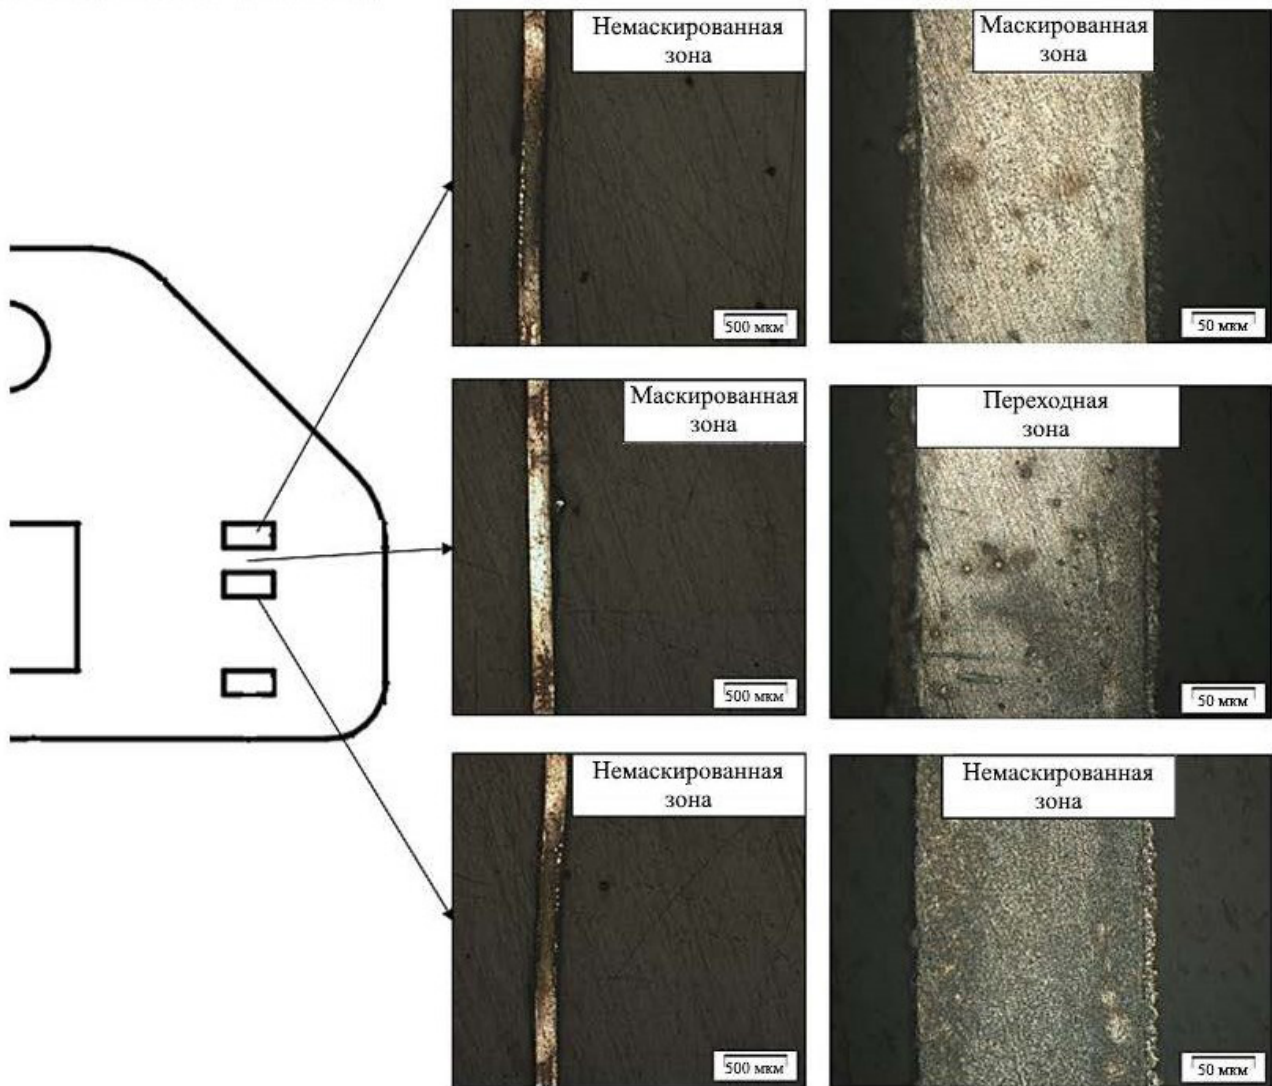 Немаскированная
зона
500 мкм
Маскированная
зона
50 мкм
Маскированная
зона
500 мкм
Переходная
зона
50 мкм
Немаскированная
зона
500 мкм
Немаскированная
зона
50 мкм